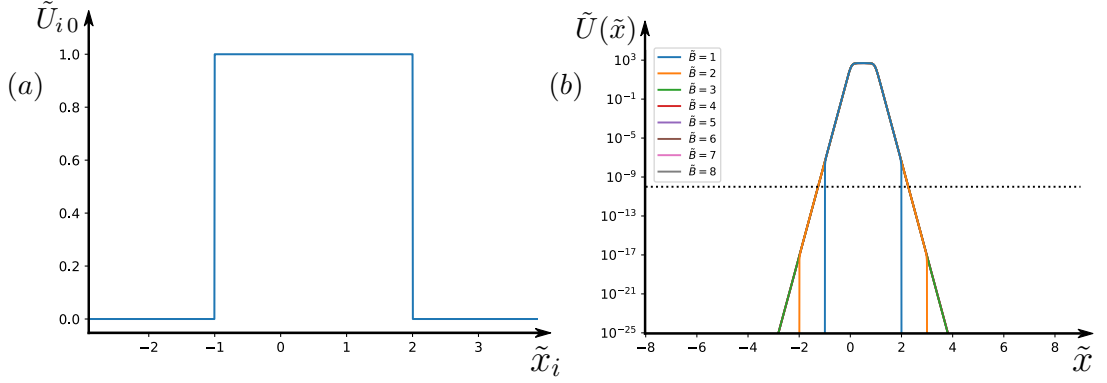 (a)
Ũ_{i 0}
1.0
0.8
0.6
0.4
0.2
0.0
−2 −1 0 1 2 3
x̃_i
(b)
Ũ(x̃)
B̃ = 1
B̃ = 2
B̃ = 3
B̃ = 4
B̃ = 5
B̃ = 6
B̃ = 7
B̃ = 8
10³
10⁻¹
10⁻⁵
10⁻⁹
10⁻¹³
10⁻¹⁷
10⁻²¹
10⁻²⁵
−8 −6 −4 −2 0 2 4 6 8
x̃